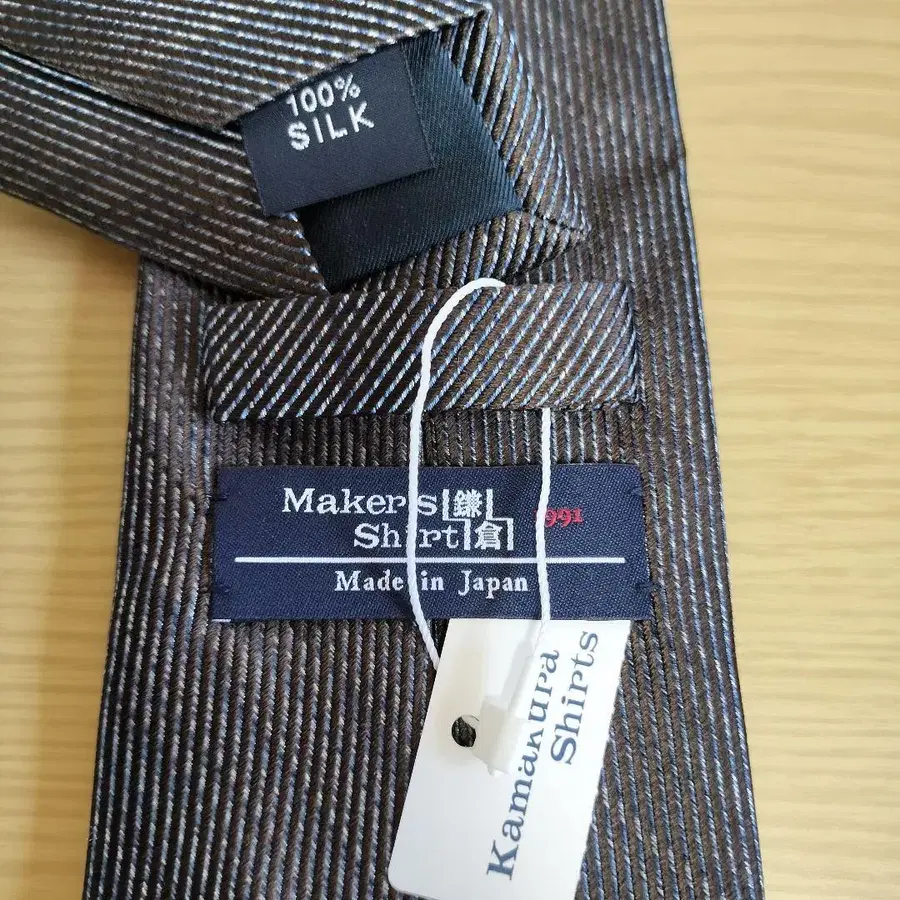 100%
SILK
Maker's 鎌 1991
Shirt 倉
Made in Japan
Kamakura
Shirts